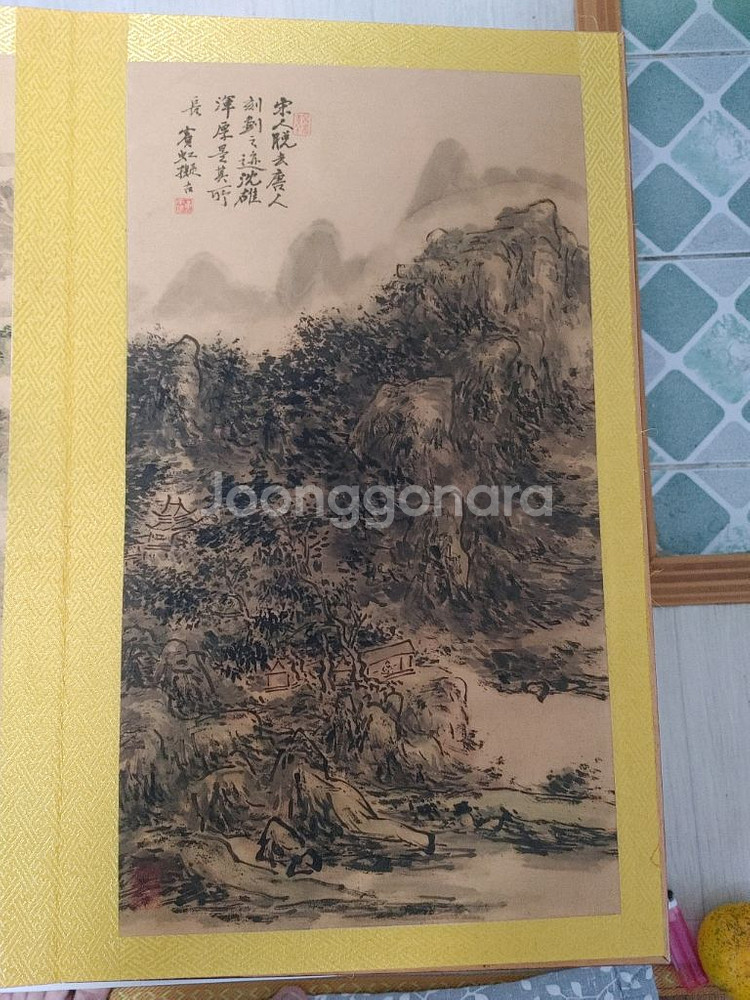 宋人脱去唐人
刻劃之迹沈雄
渾厚是其所
長 賓虹擬古
Joonggonara